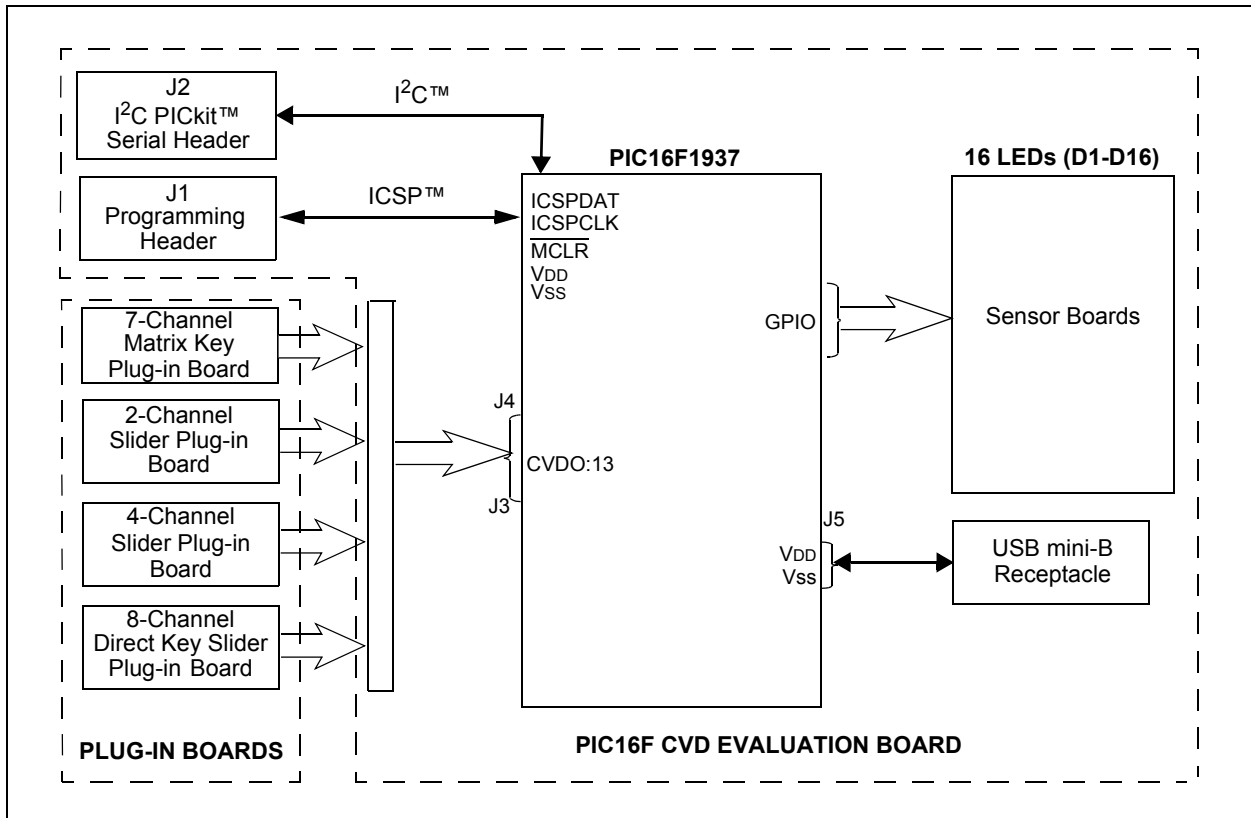 J2
I²C PICkit™
Serial Header
I²C™
J1
Programming
Header
ICSP™
PIC16F1937
ICSPDAT
ICSPCLK
MCLR
VDD
VSS
GPIO
16 LEDs (D1-D16)
Sensor Boards
7-Channel
Matrix Key
Plug-in Board
2-Channel
Slider Plug-in
Board
4-Channel
Slider Plug-in
Board
8-Channel
Direct Key Slider
Plug-in Board
J4
CVDO:13
J3
J5
VDD
Vss
USB mini-B
Receptacle
PLUG-IN BOARDS
PIC16F CVD EVALUATION BOARD